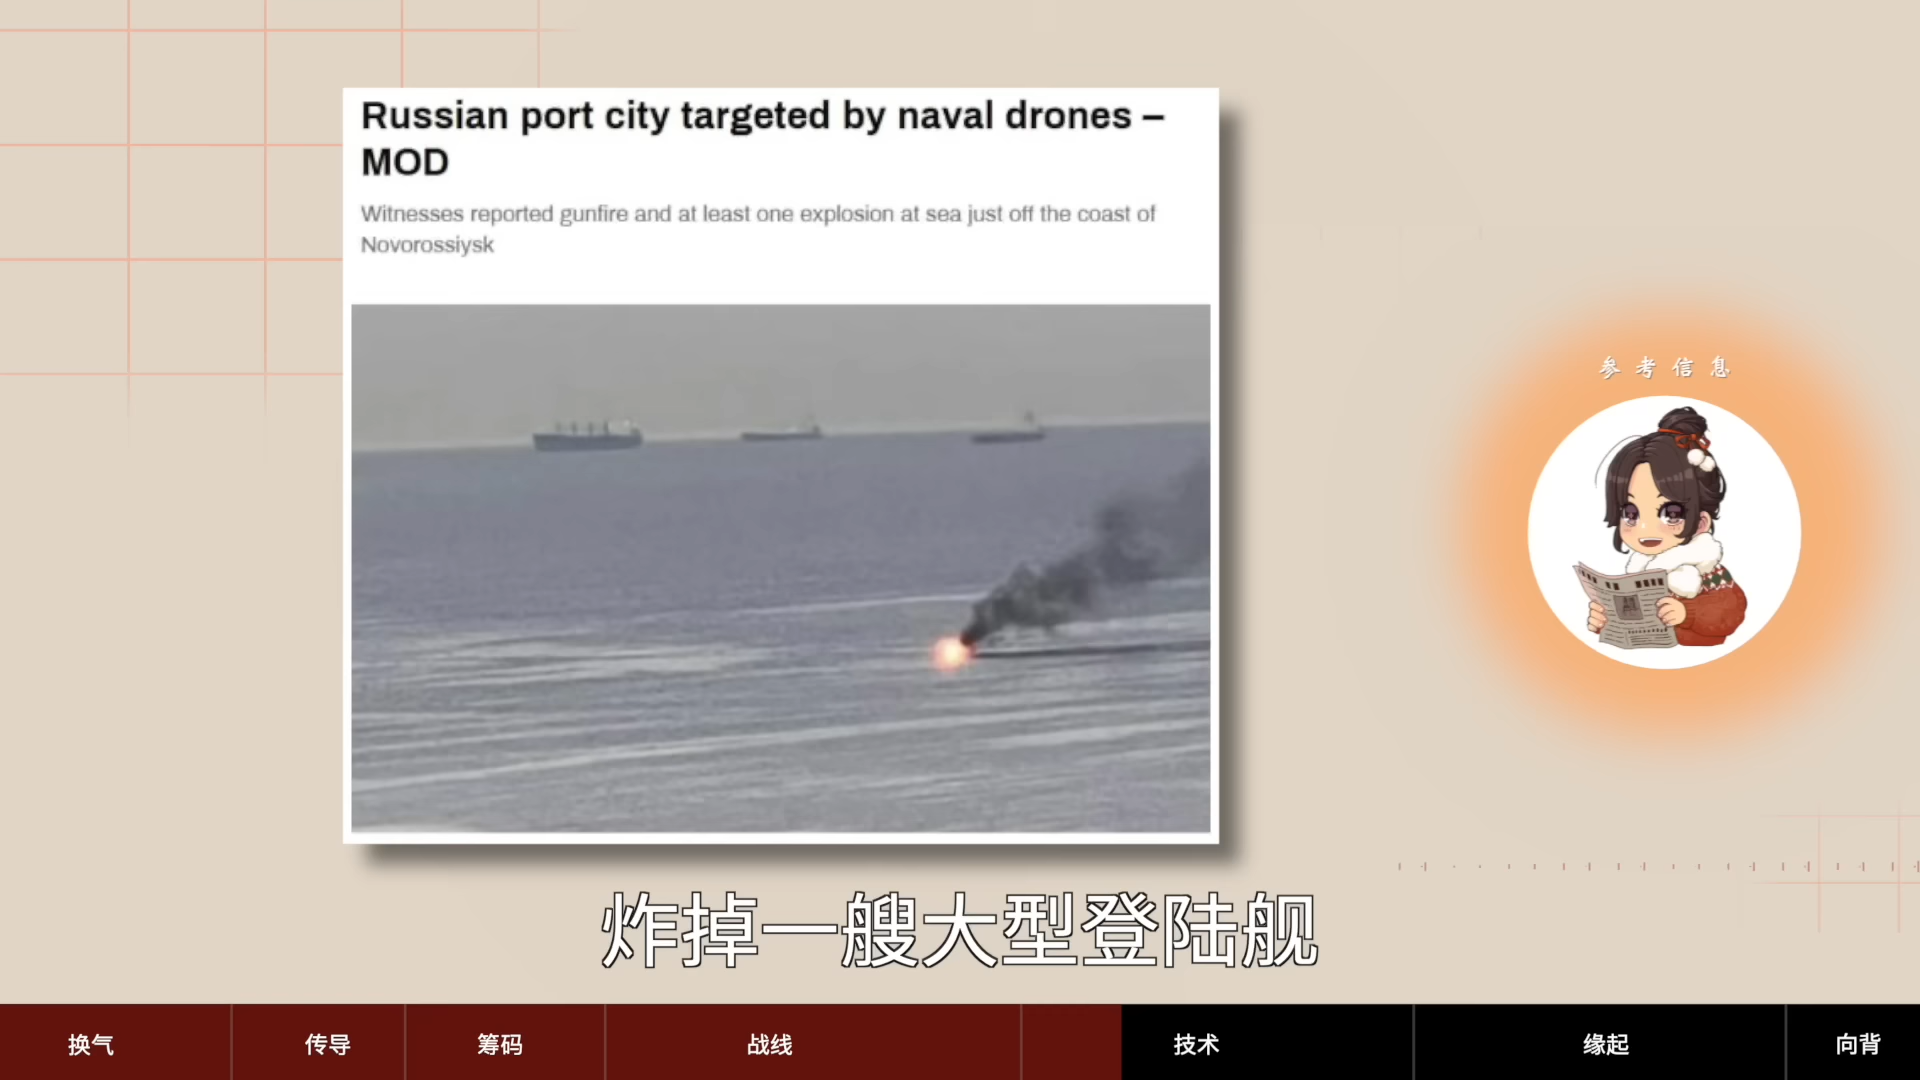 Russian port city targeted by naval drones –
MOD
Witnesses reported gunfire and at least one explosion at sea just off the coast of
Novorossiysk
参考信息
炸掉一艘大型登陆舰
换气
传导
筹码
战线
技术
缘起
向背